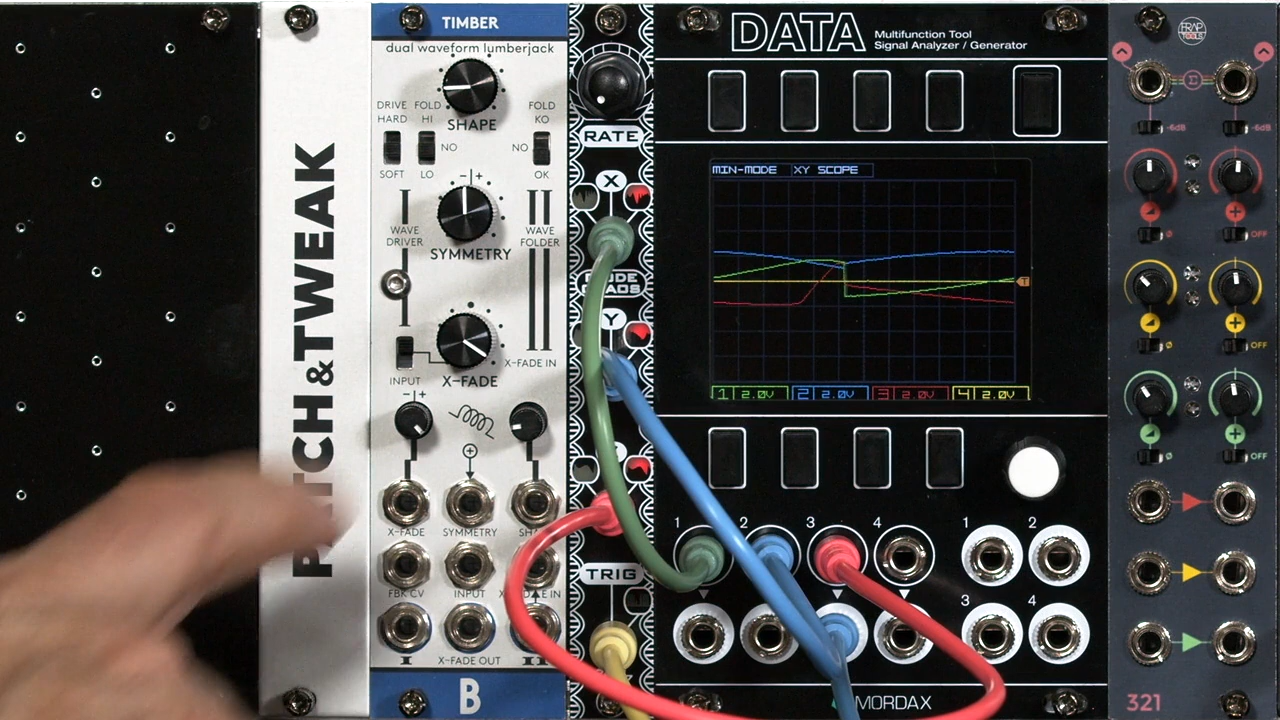 PATCH & TWEAK
TIMBER
dual waveform lumberjack
DRIVE
HARD
FOLD
HI
FOLD
KO
SHAPE
NO
NO
SOFT
LO
OK
- +
WAVE
DRIVER
WAVE
FOLDER
SYMMETRY
X-FADE IN
INPUT
X-FADE
- +
X-FADE
SYMMETRY
FBK CV
INPUT
I
X-FADE OUT
II
B
RATE
X
Y
TRIG
DATA
Multifunction Tool
Signal Analyzer / Generator
MIN-MODE
XY SCOPE
T
1 2.0V
2 2.0V
3 2.0V
4 2.0V
1
2
3
4
1
2
3
4
MORDAX
FRAP
TOOLS
Σ
-6dB
-6dB
Ø
OFF
Ø
OFF
Ø
OFF
321